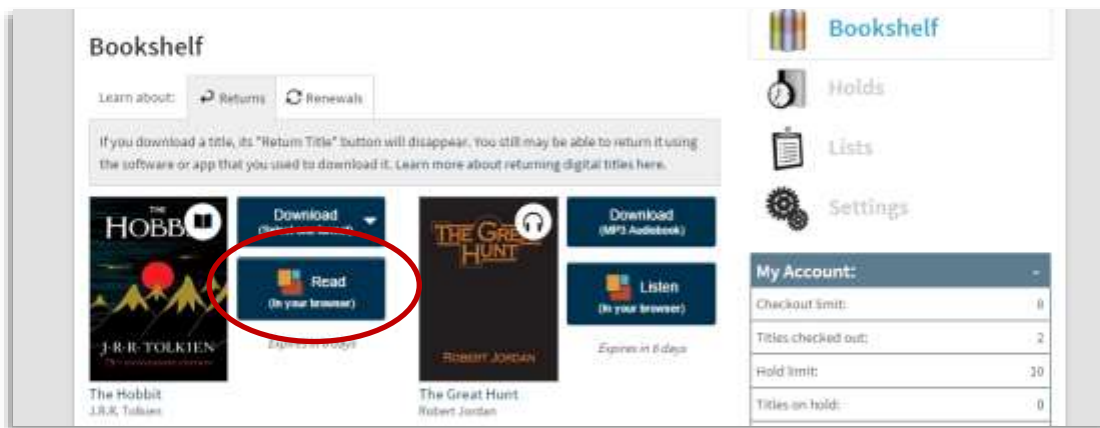 Bookshelf
Learn about:
Returns
Renewals
If you download a title, its "Return Title" button will disappear. You still may be able to return it using
the software or app that you used to download it. Learn more about returning digital titles here.
THE
HOBBIT
J·R·R·TOLKIEN
Download
Read
(In your browser)
Expires in 6 days
The Hobbit
J.R.R. Tolkien
THE GREAT
HUNT
ROBERT JORDAN
Download
(MP3 Audiobook)
Listen
(In your browser)
Expires in 6 days
The Great Hunt
Robert Jordan
Bookshelf
Holds
Lists
Settings
My Account: -
Checkout limit: 8
Titles checked out: 2
Hold limit: 10
Titles on hold: 0